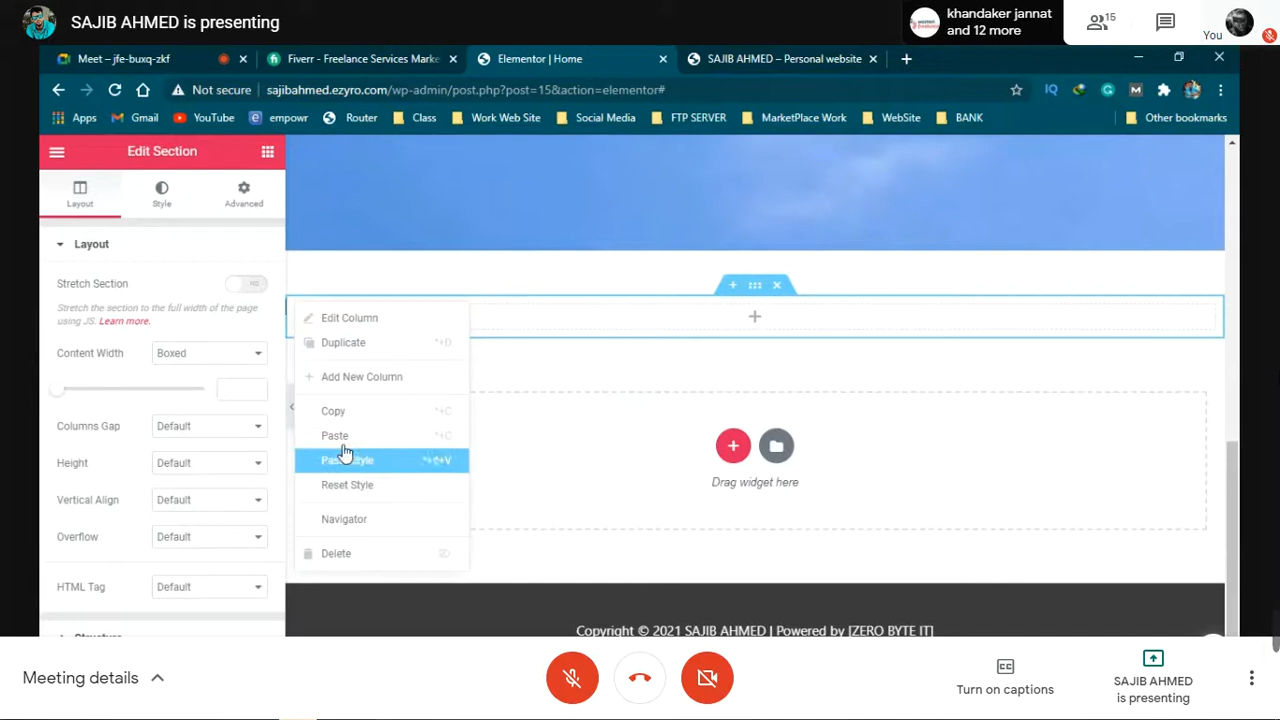 SAJIB AHMED is presenting
khandaker jannat
and 12 more
15
You
Meet – jfe-buxq-zkf
Fiverr - Freelance Services Marke
Elementor | Home
SAJIB AHMED – Personal website
Not secure
sajibahmed.ezyro.com/wp-admin/post.php?post=15&action=elementor#
Apps
Gmail
YouTube
empowr
Router
Class
Work Web Site
Social Media
FTP SERVER
MarketPlace Work
WebSite
BANK
Other bookmarks
Edit Section
Layout
Style
Advanced
Layout
Stretch Section
Stretch the section to the full width of the page
using JS. Learn more.
Content Width
Boxed
Columns Gap
Default
Height
Default
Vertical Align
Default
Overflow
Default
HTML Tag
Default
Edit Column
Duplicate
Add New Column
Copy
Paste
Reset Style
Navigator
Delete
Drag widget here
Copyright © 2021 SAJIB AHMED | Powered by [ZERO BYTE IT]
Meeting details
Turn on captions
SAJIB AHMED
is presenting